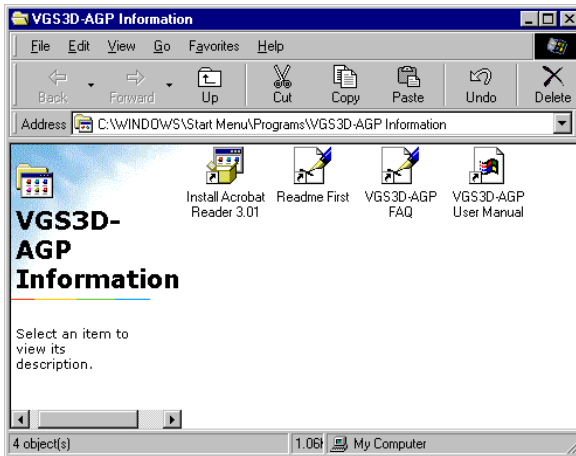 VGS3D-AGP Information
File Edit View Go Favorites Help
Back Forward Up Cut Copy Paste Undo Delete
Address C:\WINDOWS\Start Menu\Programs\VGS3D-AGP Information
VGS3D-
AGP
Information
Select an item to
view its
description.
Install Acrobat
Reader 3.01
Readme First
VGS3D-AGP
FAQ
VGS3D-AGP
User Manual
4 object(s) 1.06 My Computer